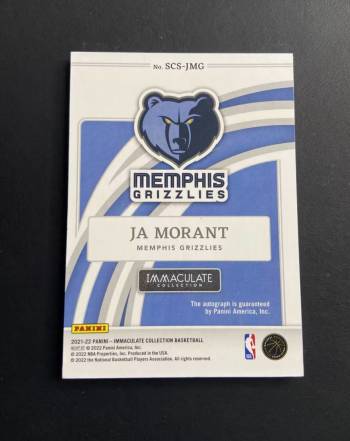 No. SCS-JMG
MEMPHIS
GRIZZLIES
JA MORANT
MEMPHIS GRIZZLIES
IMMACULATE
COLLECTION
The autograph is guaranteed
by Panini America, Inc.
PANINI
2021-22 PANINI – IMMACULATE COLLECTION BASKETBALL
© 2022 Panini America, Inc.
© 2022 NBA Properties, Inc. Produced in the USA.
© 2022 the National Basketball Players Association. All rights reserved.